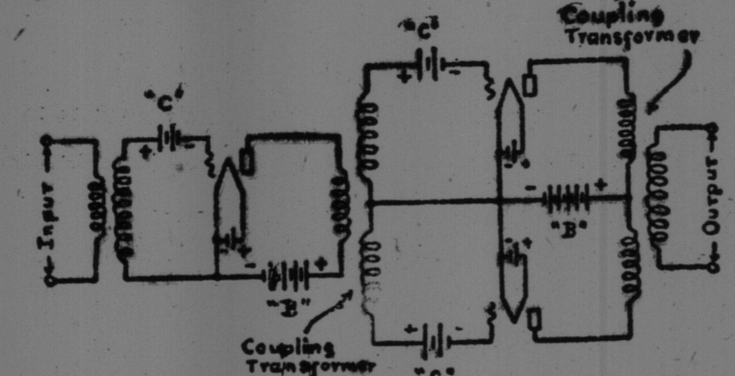 "C"
Coupling
Transformer
"C"
+ -
+ -
← Input →
- + "B"
- + "B"
← Output →
+
+
Coupling
Transformer
+ -